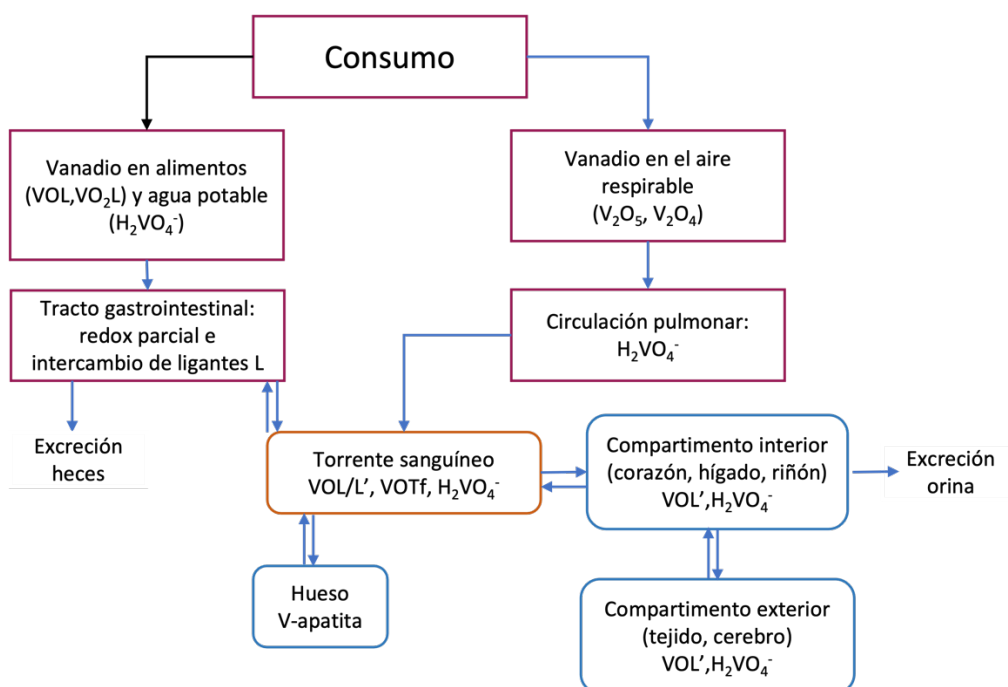 Consumo
Vanadio en alimentos
(VOL,VO₂L) y agua potable
(H₂VO₄⁻)
Vanadio en el aire
respirable
(V₂O₅, V₂O₄)
Tracto gastrointestinal:
redox parcial e
intercambio de ligantes L
Circulación pulmonar:
H₂VO₄⁻
Excreción
heces
Torrente sanguíneo
VOL/L’, VOTf, H₂VO₄⁻
Compartimento interior
(corazón, hígado, riñón)
VOL’,H₂VO₄⁻
Excreción
orina
Hueso
V-apatita
Compartimento exterior
(tejido, cerebro)
VOL’,H₂VO₄⁻